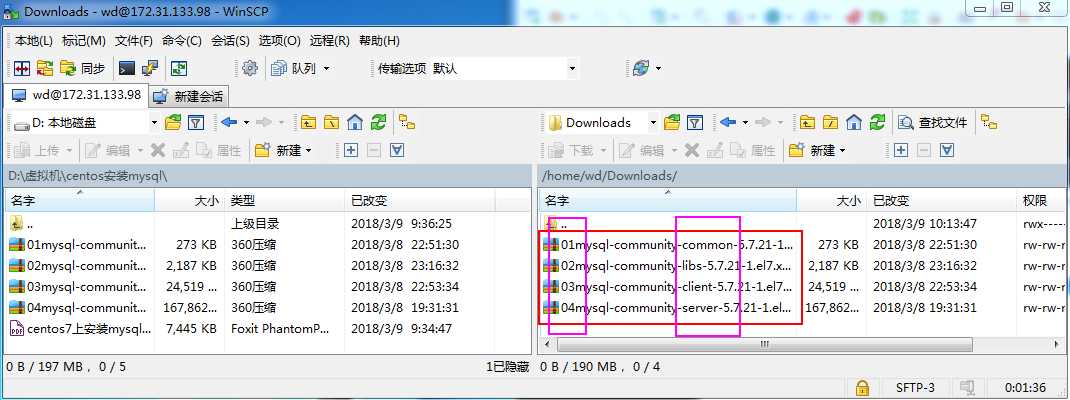 Downloads - wd@172.31.133.98 - WinSCP
本地(L) 标记(M) 文件(F) 命令(C) 会话(S) 选项(O) 远程(R) 帮助(H)
同步 队列 传输选项 默认
wd@172.31.133.98 新建会话
D: 本地磁盘 Downloads 查找文件
上传 编辑 属性 新建 下载 编辑 属性 新建
D:\虚拟机\centos安装mysql\ /home/wd/Downloads/
名字 大小 类型 已改变 名字 大小 已改变 权限
.. 上级目录 2018/3/9 9:36:25 .. 2018/3/9 10:13:47 rwx-----
01mysql-communit... 273 KB 360压缩 2018/3/8 22:51:30 01mysql-community-common-5.7.21-1... 273 KB 2018/3/8 22:51:30 rw-rw-r-
02mysql-communit... 2,187 KB 360压缩 2018/3/8 23:16:32 02mysql-community-libs-5.7.21-1.el7.x... 2,187 KB 2018/3/8 23:16:32 rw-rw-r-
03mysql-communit... 24,519 ... 360压缩 2018/3/8 22:53:34 03mysql-community-client-5.7.21-1.el7... 24,519 ... 2018/3/8 22:53:34 rw-rw-r-
04mysql-communit... 167,862... 360压缩 2018/3/8 19:31:31 04mysql-community-server-5.7.21-1.el... 167,862... 2018/3/8 19:31:31 rw-rw-r-
centos7上安装mysql... 7,445 KB Foxit PhantomP... 2018/3/9 9:34:47
0 B / 197 MB， 0 / 5 1已隐藏 0 B / 190 MB， 0 / 4
SFTP-3 0:01:36